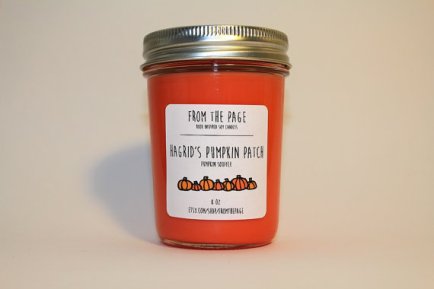 FROM THE PAGE
BOOK INSPIRED SOY CANDLES
HAGRID'S PUMPKIN PATCH
PUMPKIN SOUFFLE
8 OZ
ETSY.COM/SHOP/FROMTHEPAGE